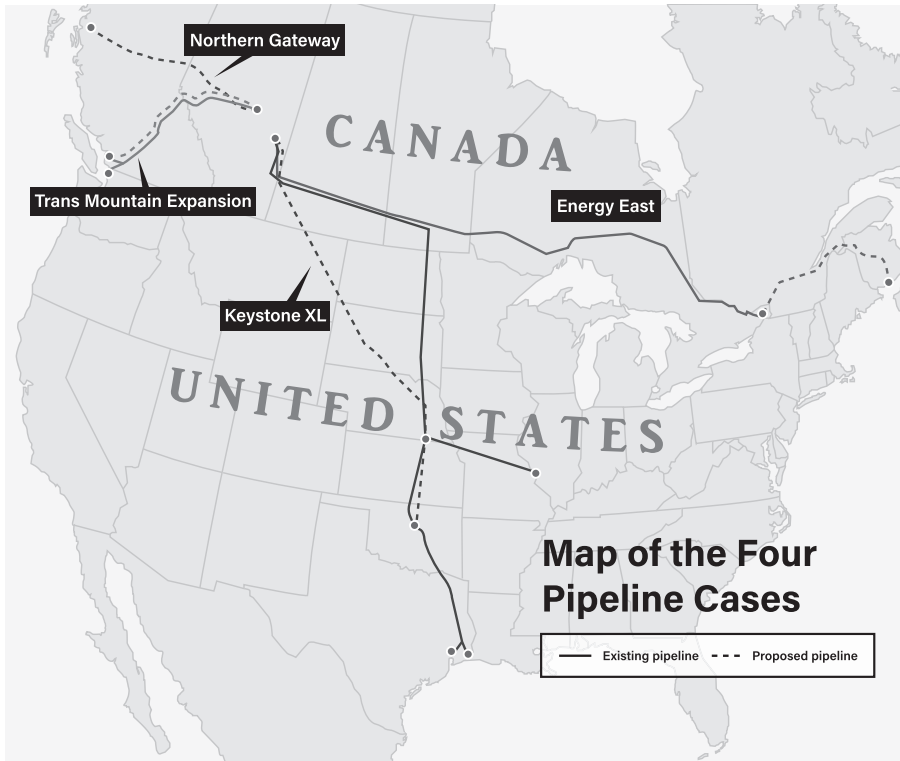 Northern Gateway
CANADA
Trans Mountain Expansion
Energy East
Keystone XL
UNITED STATES
Map of the Four
Pipeline Cases
Existing pipeline
Proposed pipeline